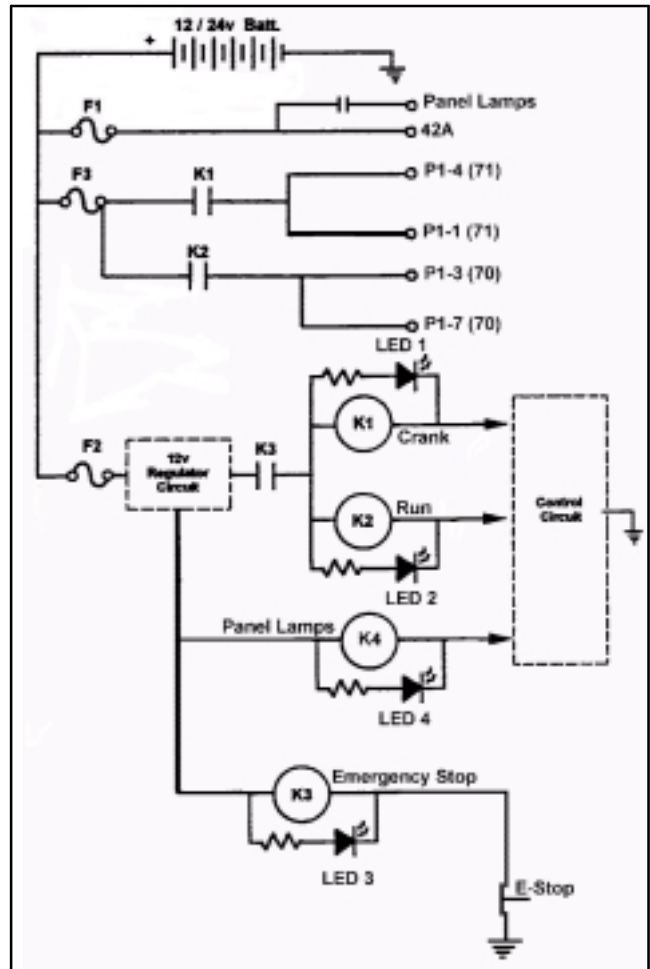 12 / 24v Batt.
+
Panel Lamps
F1
42A
F3
K1
P1-4 (71)
P1-1 (71)
K2
P1-3 (70)
P1-7 (70)
LED 1
K1
Crank
F2
12v
Regulator
Circuit
K3
Control
Circuit
K2
Run
LED 2
Panel Lamps
K4
LED 4
Emergency Stop
K3
LED 3
E-Stop